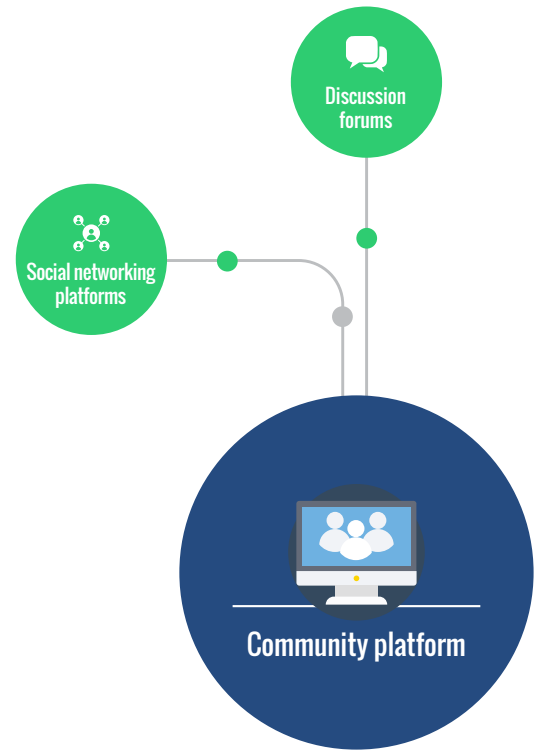 Discussion
forums
Social networking
platforms
Community platform